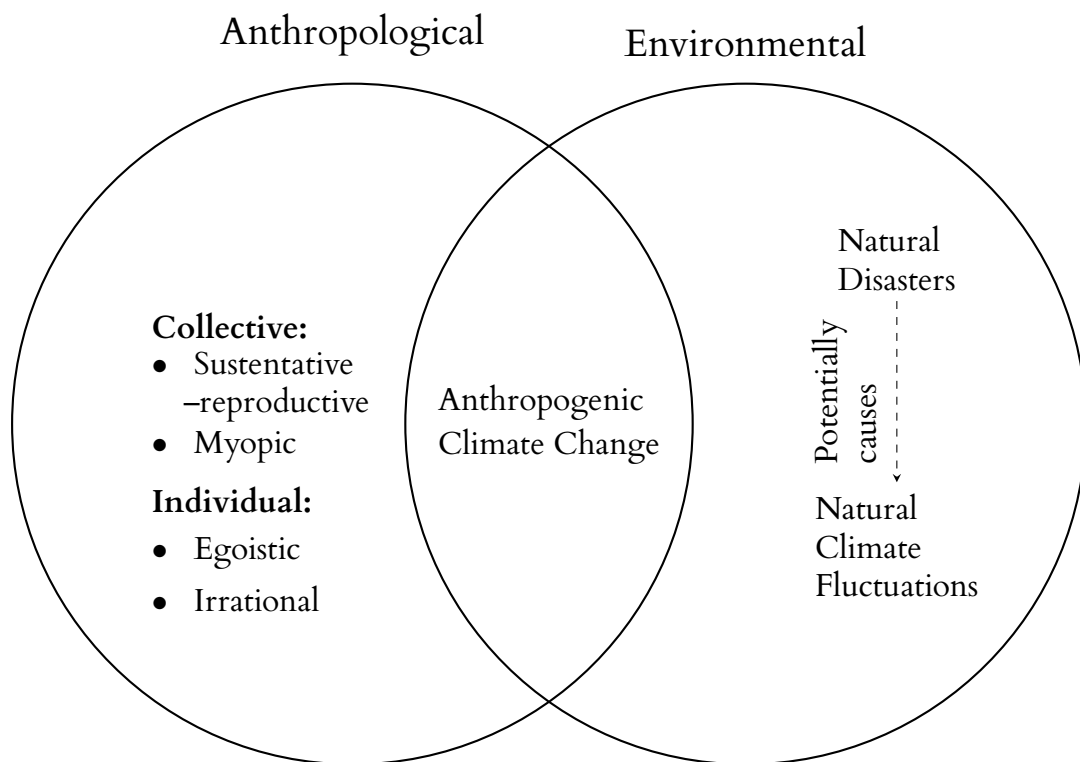 Anthropological
Environmental
Collective:
● Sustentative
–reproductive
● Myopic
Individual:
● Egoistic
● Irrational
Anthropogenic
Climate Change
Natural
Disasters
Potentially
causes
Natural
Climate
Fluctuations